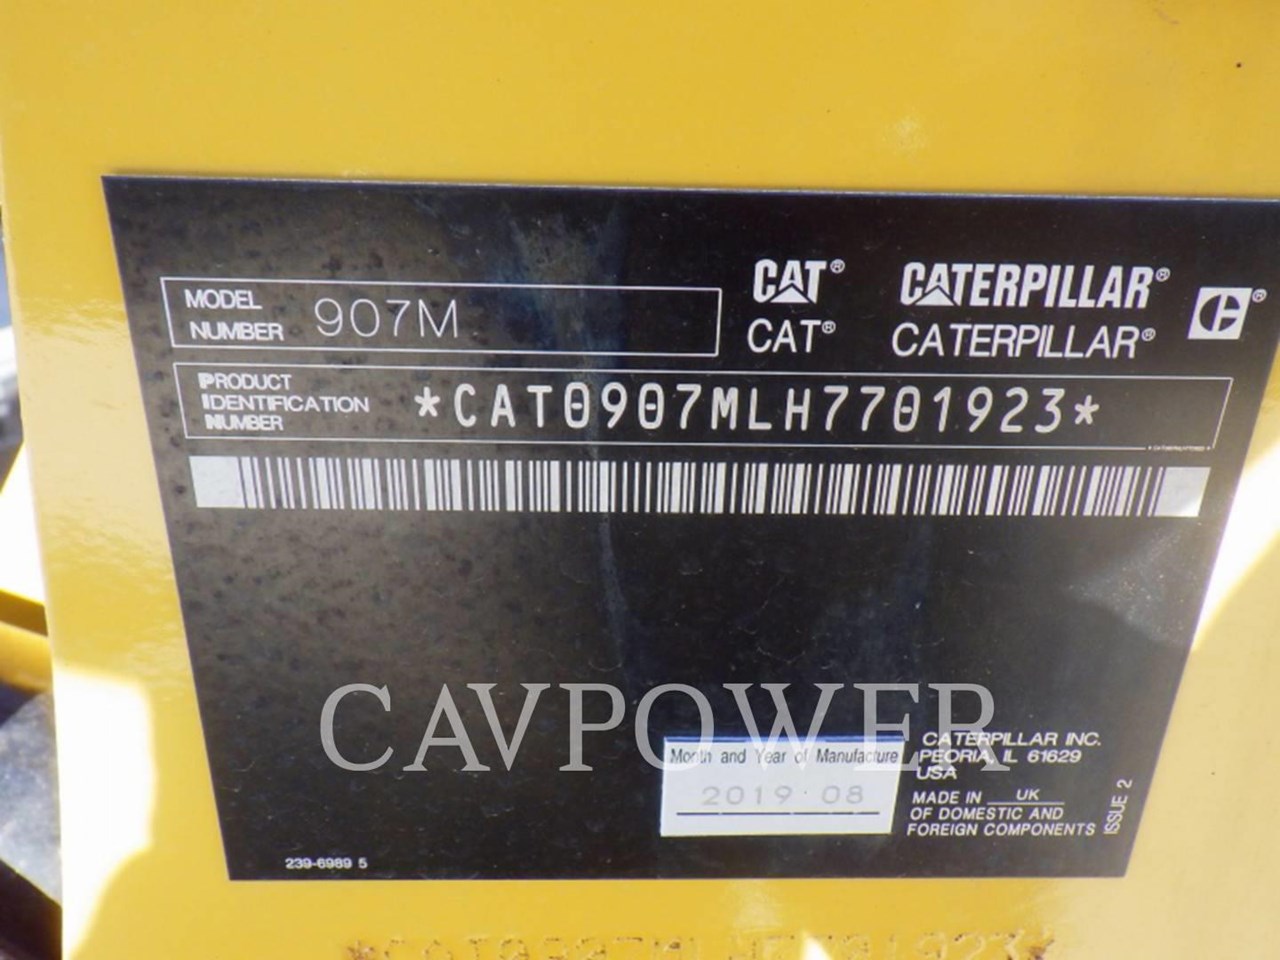 MODEL NUMBER 907M
CAT® CATERPILLAR®
CAT® CATERPILLAR®
PRODUCT IDENTIFICATION NUMBER *CAT0907MLH7701923*
CAVPOWER
Month and Year of Manufacture
2019 08
CATERPILLAR INC.
PEORIA, IL 61629
USA
MADE IN UK
OF DOMESTIC AND
FOREIGN COMPONENTS
ISSUE 2
239-6989 5
*CAT0907MLH7701923*